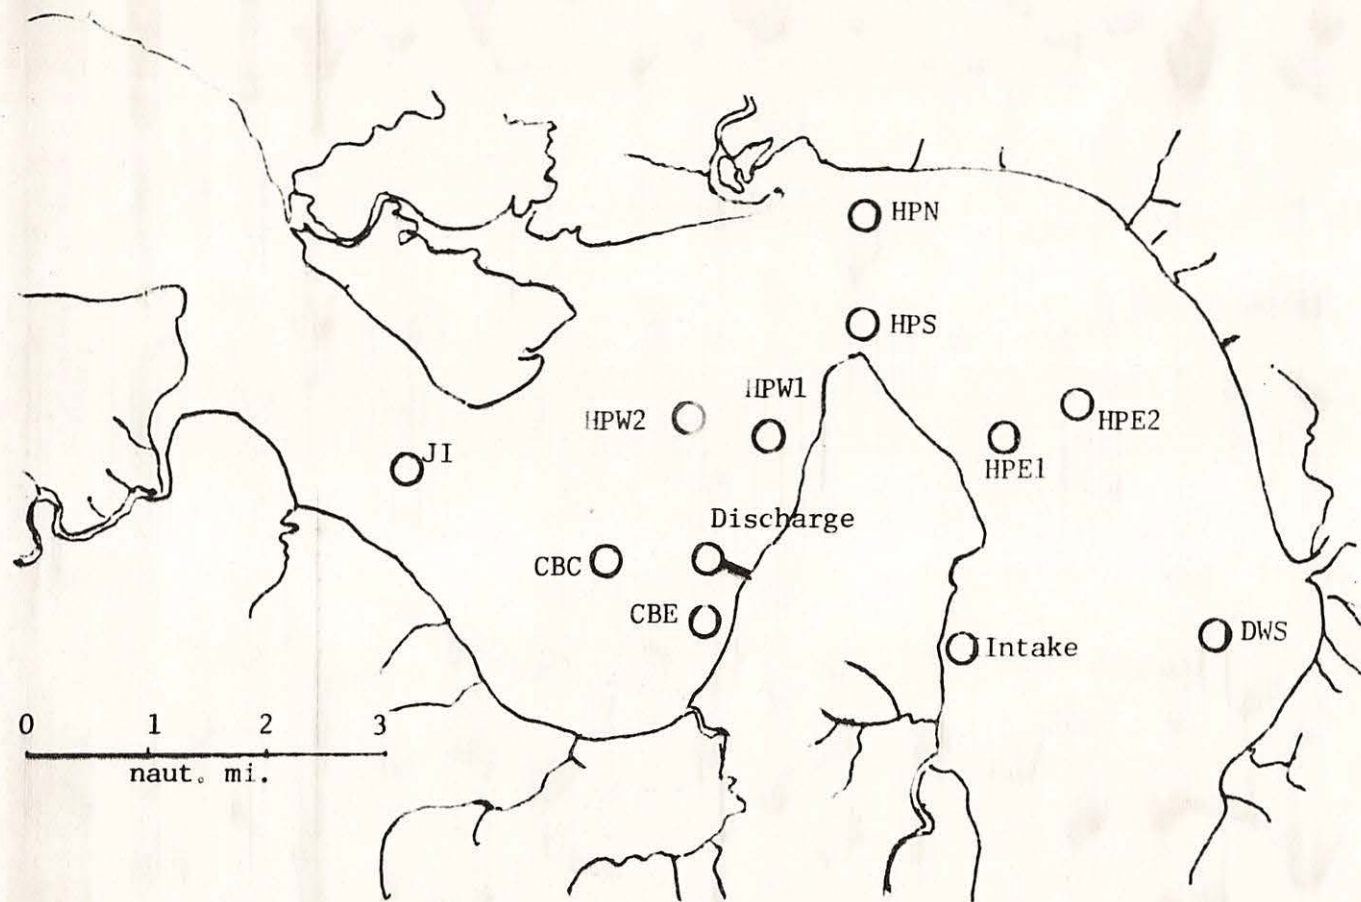 HPN
HPS
HPW1
HPW2
HPE2
HPE1
JI
Discharge
CBC
CBE
DWS
Intake
0 1 2 3
naut. mi.